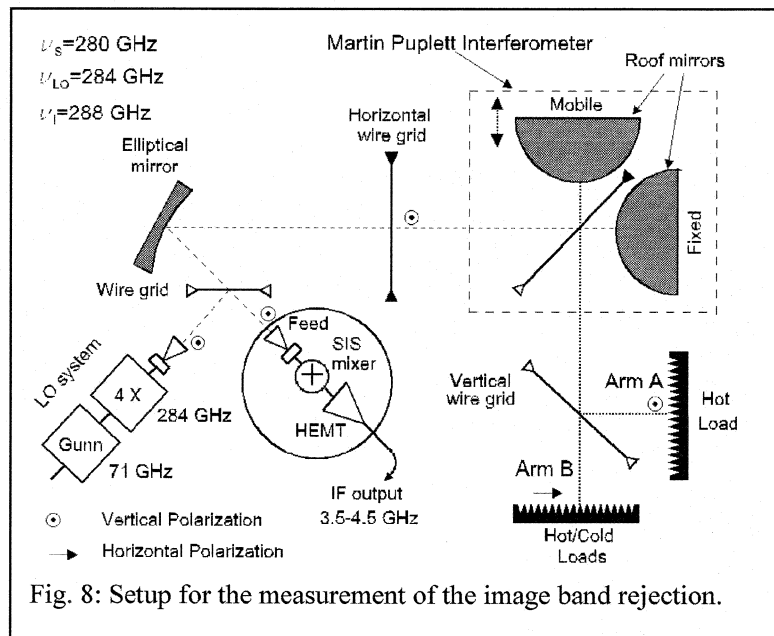 νS=280 GHz
νLO=284 GHz
νI=288 GHz
Martin Puplett Interferometer
Roof mirrors
Mobile
Horizontal
wire grid
Elliptical
mirror
Fixed
Wire grid
Feed
SIS
mixer
LO system
4 X
284 GHz
HEMT
Gunn
71 GHz
Vertical
wire grid
Arm A
Hot
Load
Arm B
IF output
3.5-4.5 GHz
Vertical Polarization
Horizontal Polarization
Hot/Cold
Loads
Fig. 8: Setup for the measurement of the image band rejection.